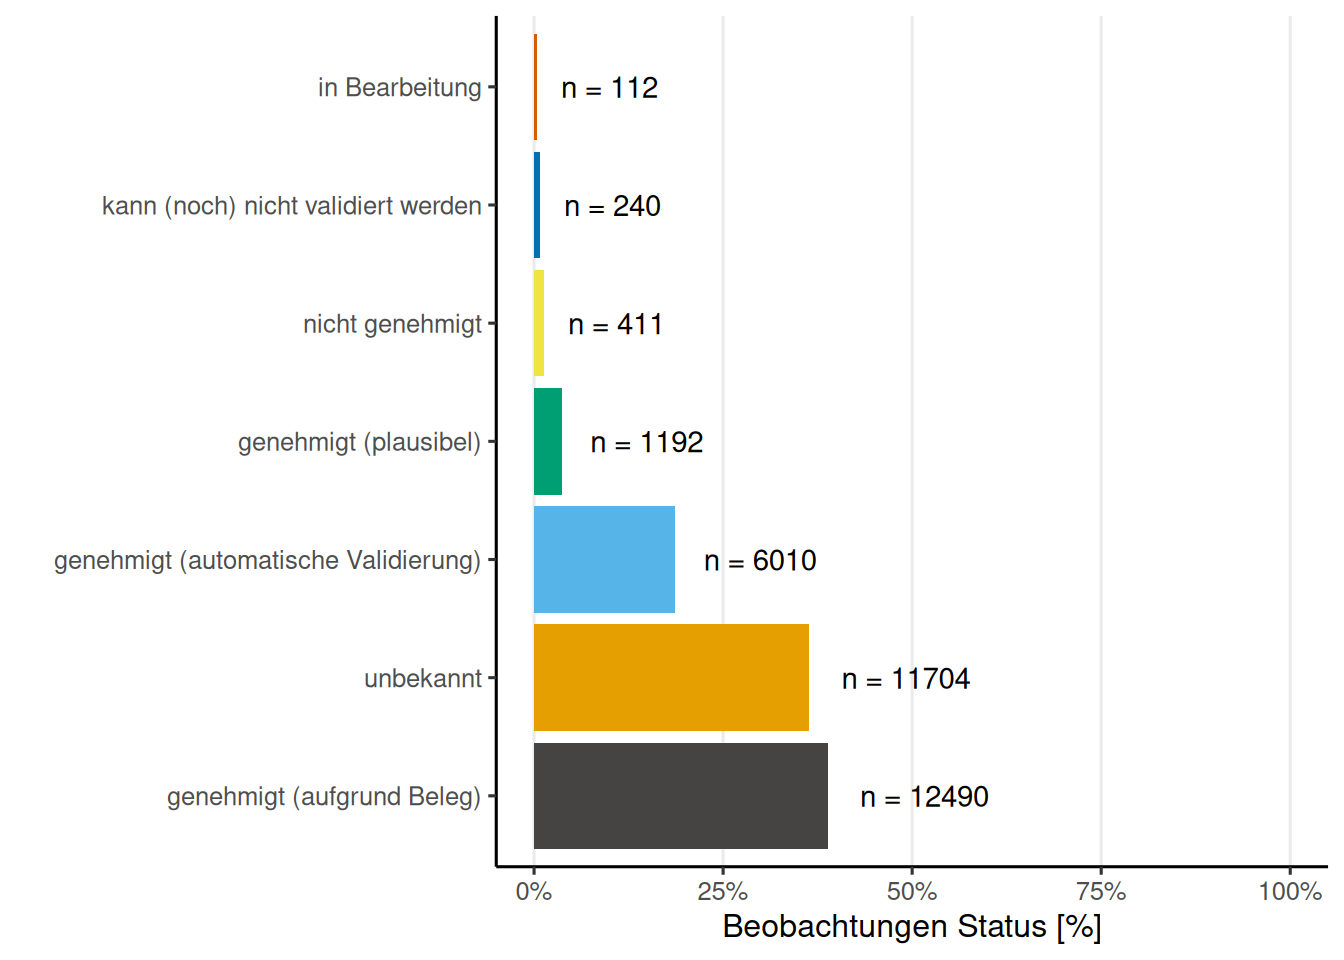 in Bearbeitung n = 112
kann (noch) nicht validiert werden n = 240
nicht genehmigt n = 411
genehmigt (plausibel) n = 1192
genehmigt (automatische Validierung) n = 6010
unbekannt n = 11704
genehmigt (aufgrund Beleg) n = 12490
0% 25% 50% 75% 100%
Beobachtungen Status [%]